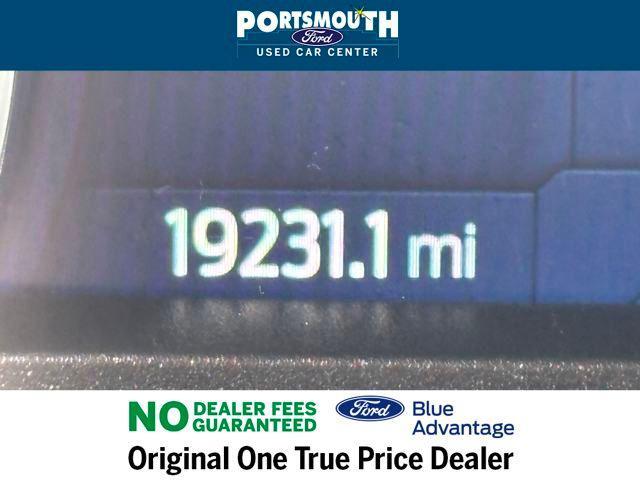 PORTSMOUTH
Ford
USED CAR CENTER
19231.1 mi
NO DEALER FEES
GUARANTEED
Ford Blue
Advantage
Original One True Price Dealer